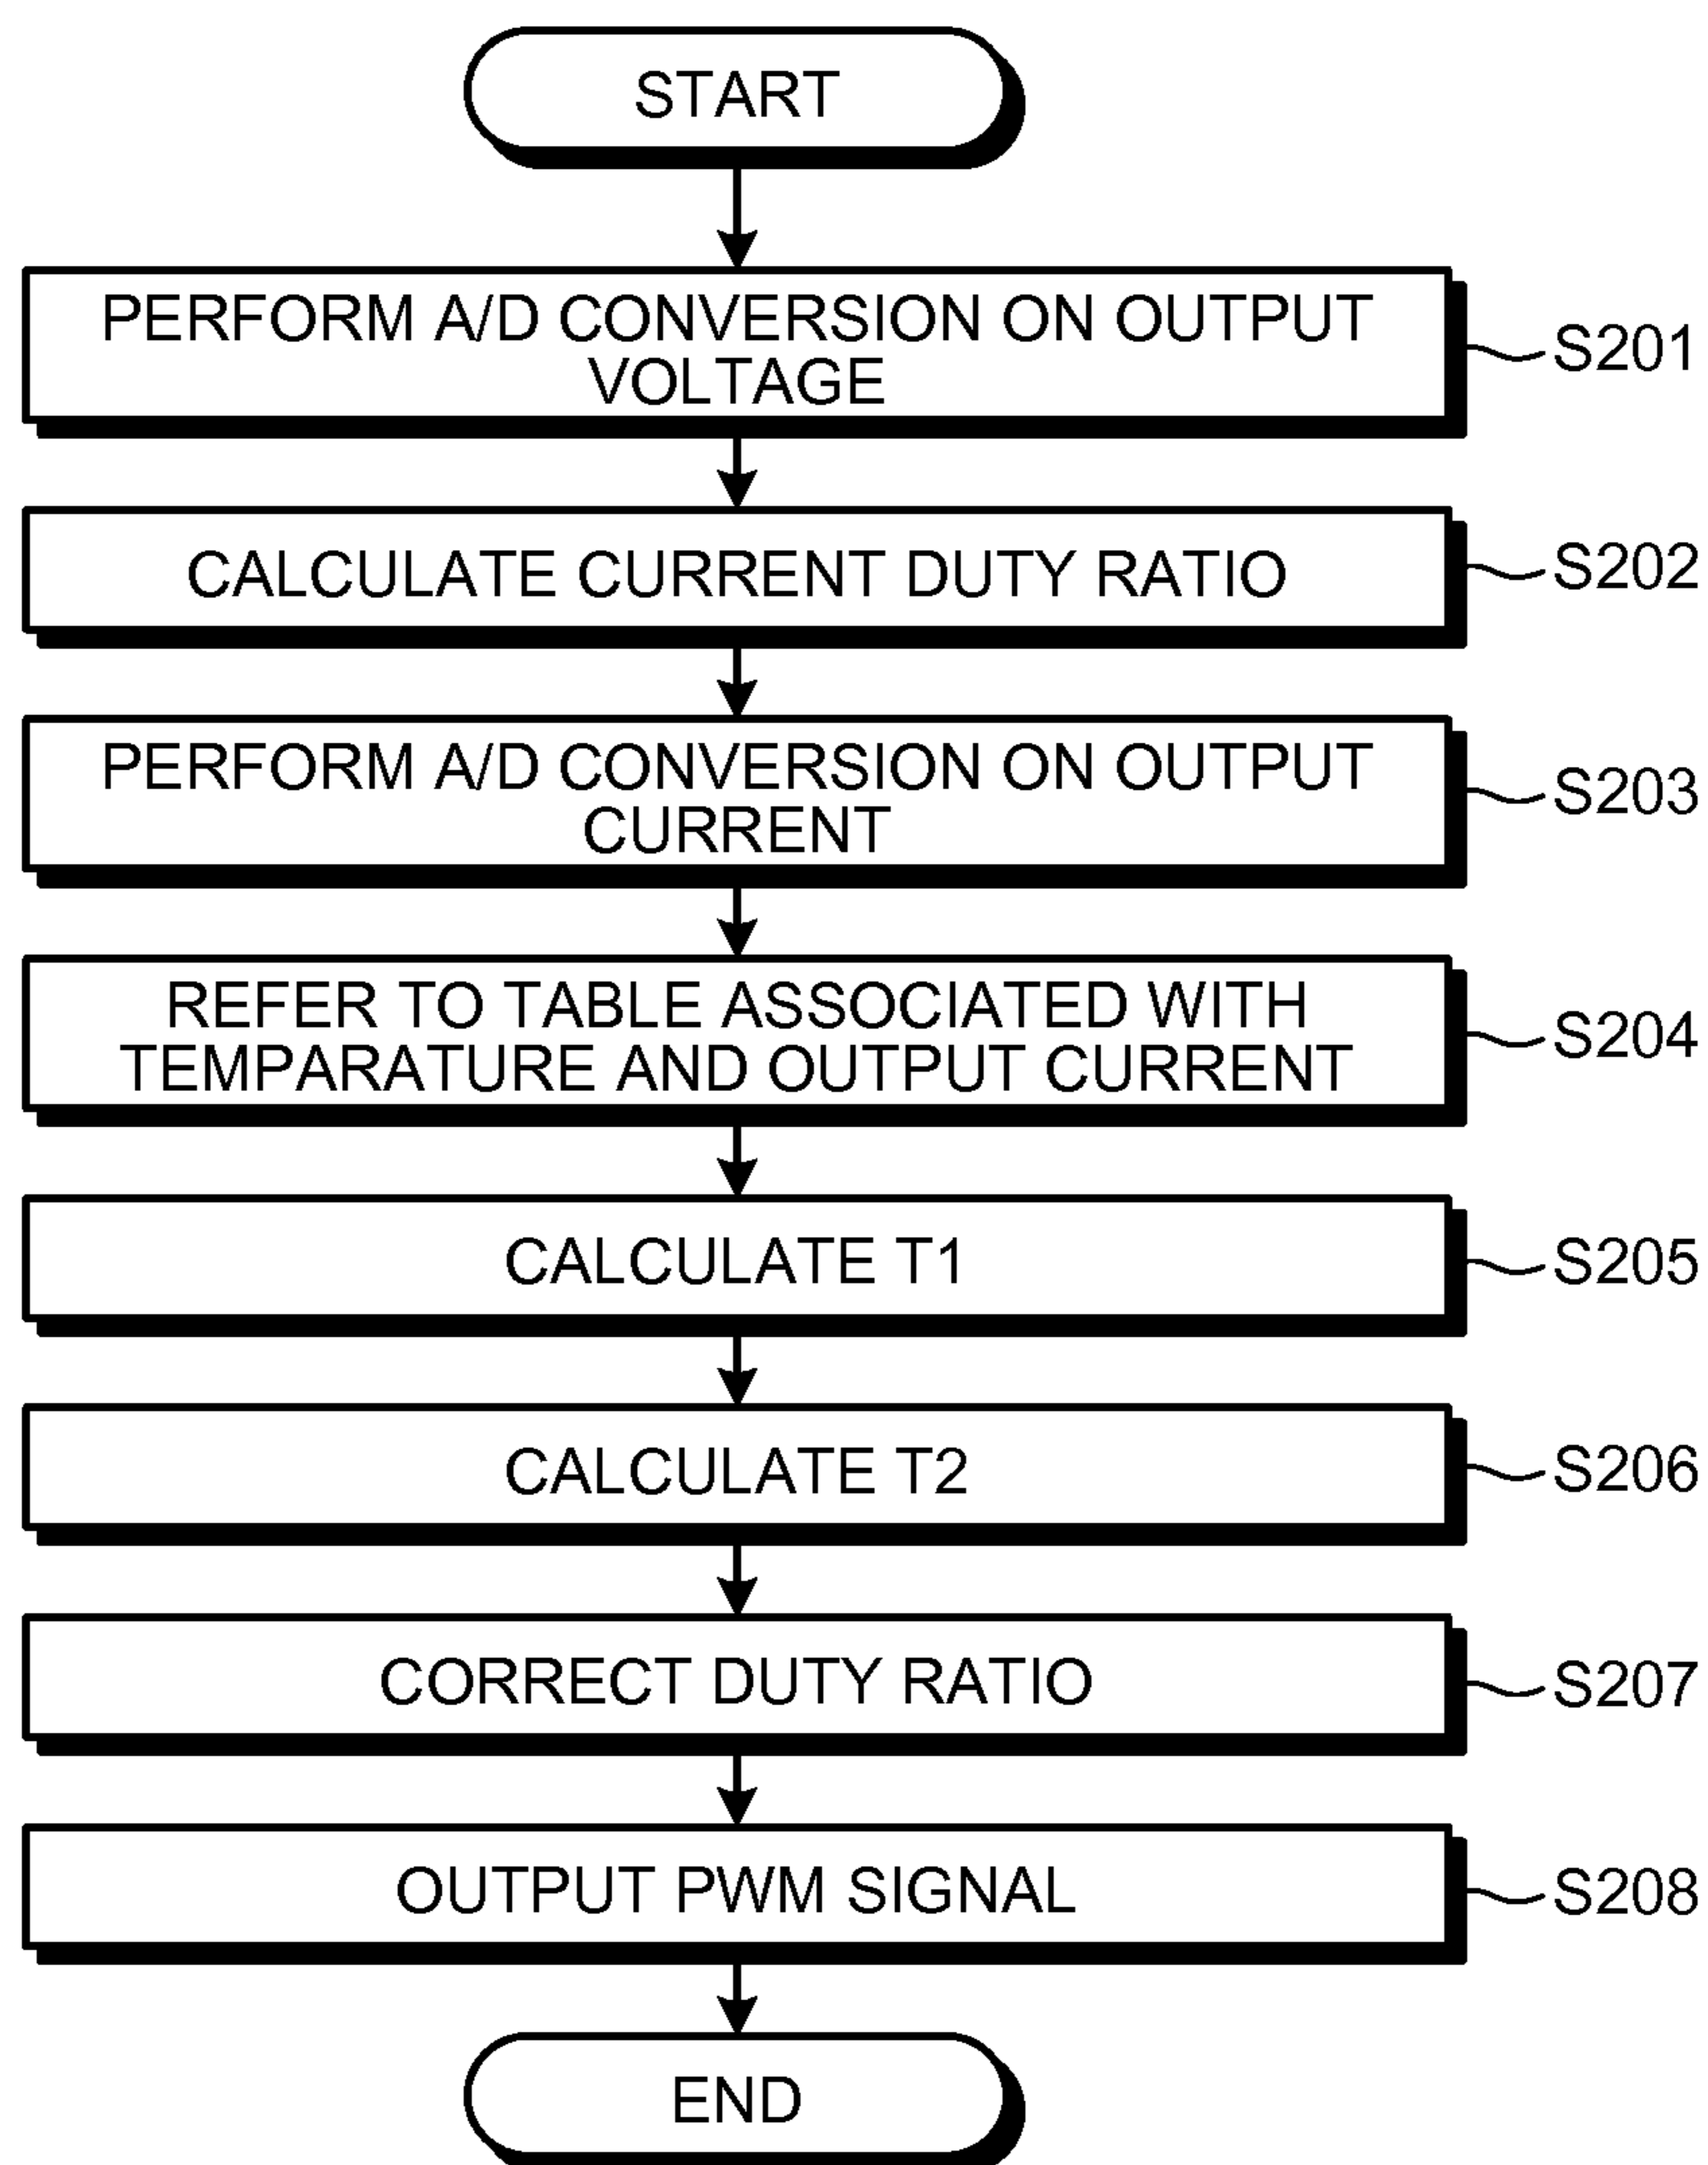 START
PERFORM A/D CONVERSION ON OUTPUT
VOLTAGE
S201
CALCULATE CURRENT DUTY RATIO
S202
PERFORM A/D CONVERSION ON OUTPUT
CURRENT
S203
REFER TO TABLE ASSOCIATED WITH
TEMPARATURE AND OUTPUT CURRENT
S204
CALCULATE T1
S205
CALCULATE T2
S206
CORRECT DUTY RATIO
S207
OUTPUT PWM SIGNAL
S208
END